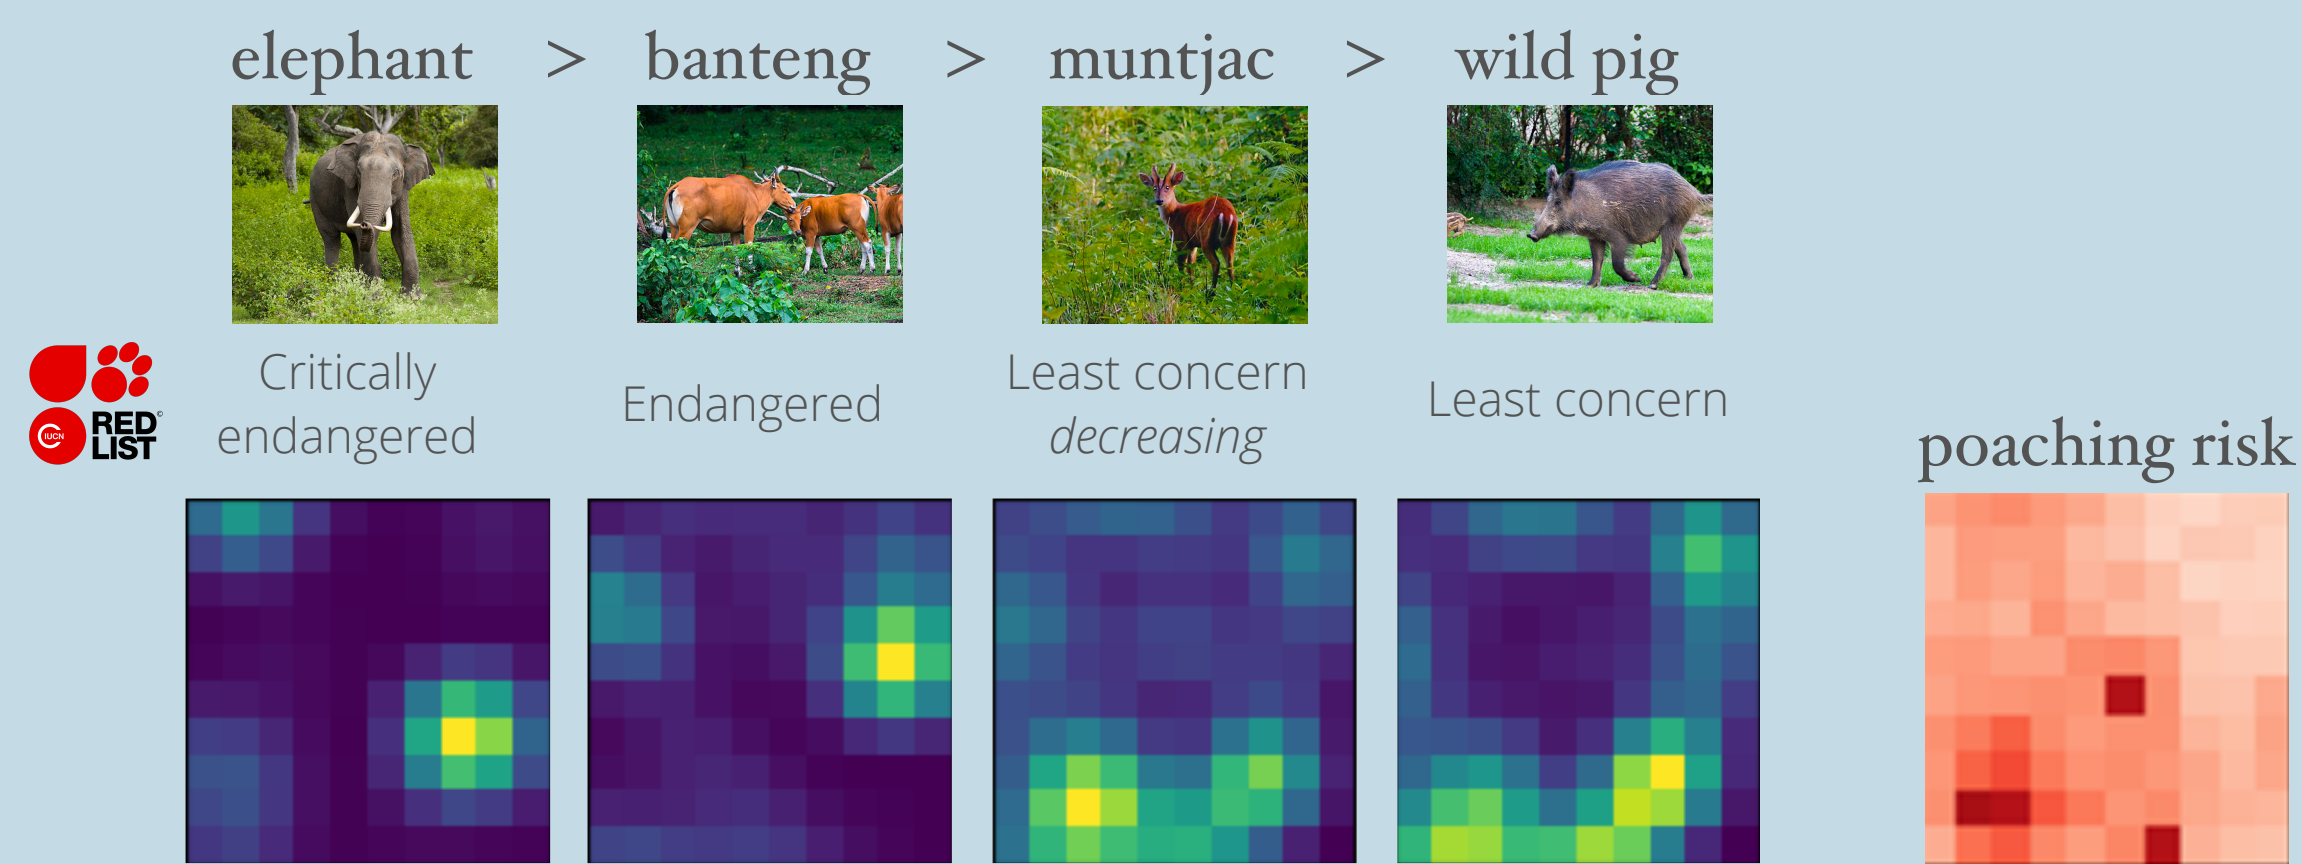 elephant > banteng > muntjac > wild pig
Critically
endangered
Endangered
Least concern
decreasing
Least concern
IUCN
RED
LIST
©
poaching risk